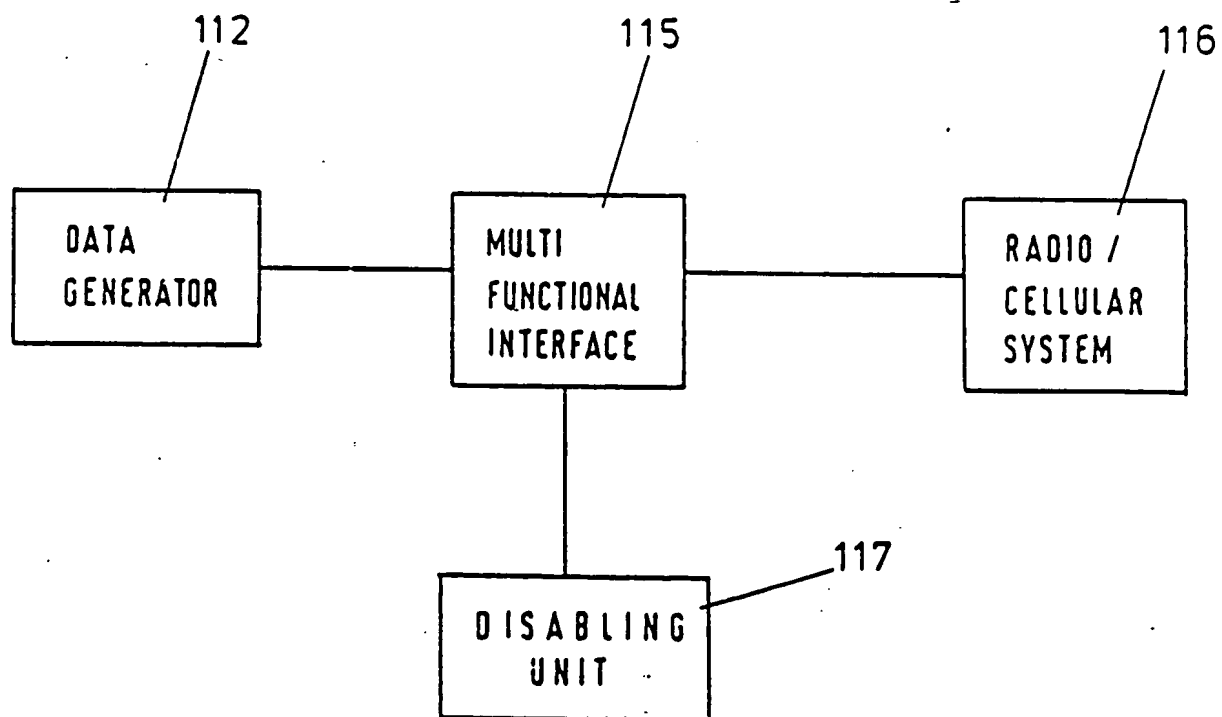 112
115
116
DATA
GENERATOR
MULTI
FUNCTIONAL
INTERFACE
RADIO /
CELLULAR
SYSTEM
117
DISABLING
UNIT